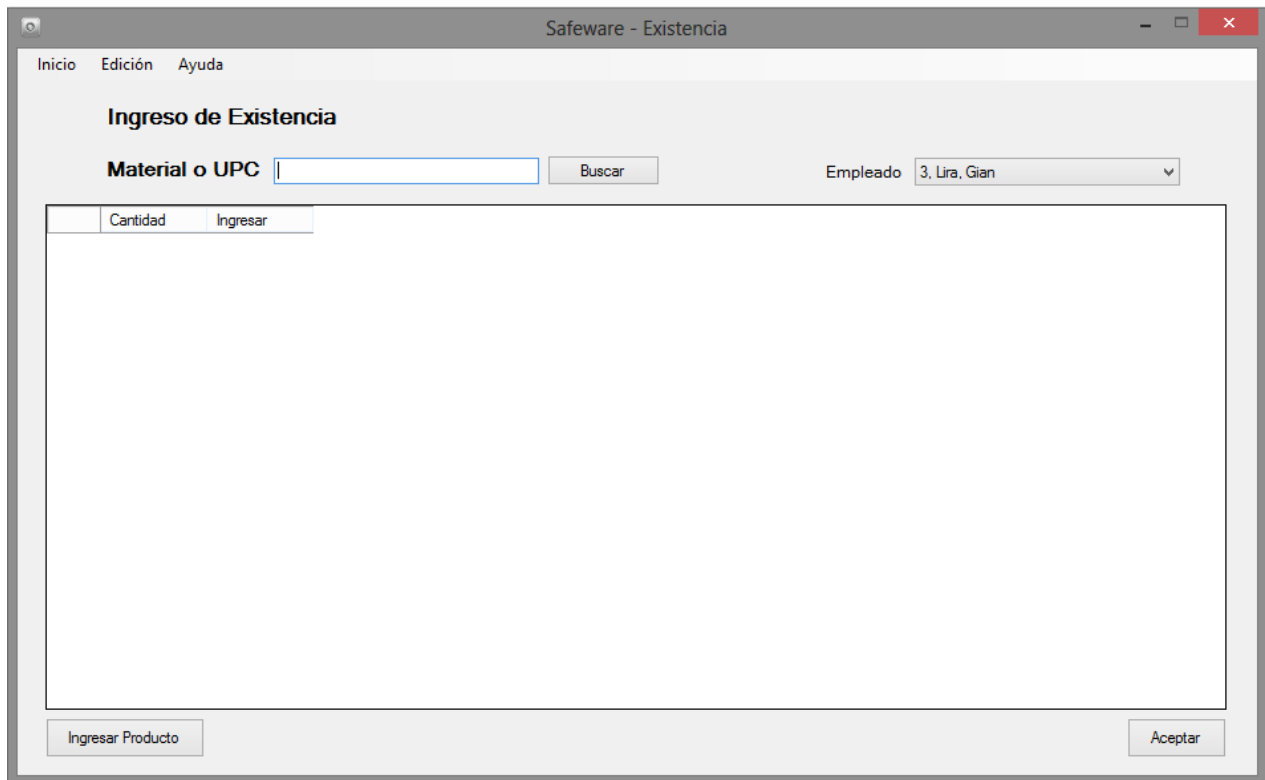 Safeware - Existencia
Inicio Edición Ayuda
Ingreso de Existencia
Material o UPC Buscar Empleado 3, Lira, Gian
Cantidad Ingresar
Ingresar Producto Aceptar